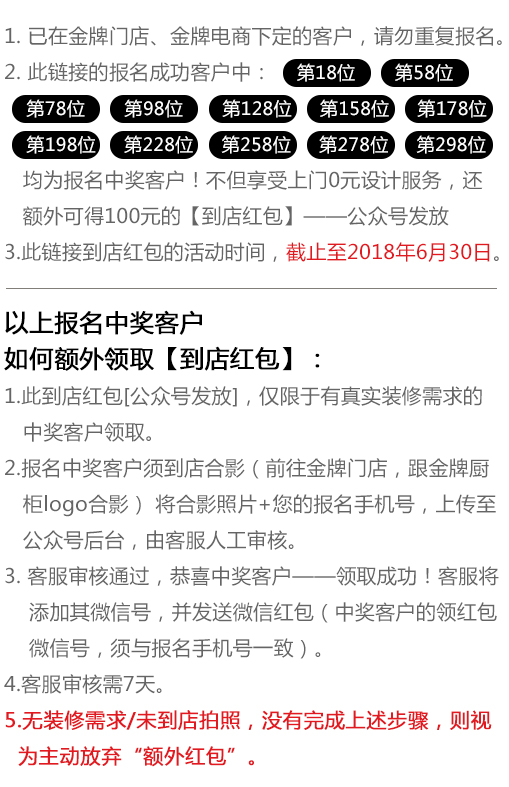 1. 已在金牌门店、金牌电商下定的客户，请勿重复报名。
2. 此链接的报名成功客户中： 第18位 第58位
第78位 第98位 第128位 第158位 第178位
第198位 第228位 第258位 第278位 第298位
均为报名中奖客户！不但享受上门0元设计服务，还
额外可得100元的【到店红包】——公众号发放
3.此链接到店红包的活动时间，截止至2018年6月30日。
以上报名中奖客户
如何额外领取【到店红包】：
1.此到店红包[公众号发放]，仅限于有真实装修需求的
中奖客户领取。
2.报名中奖客户须到店合影（前往金牌门店，跟金牌厨
柜logo合影） 将合影照片+您的报名手机号，上传至
公众号后台，由客服人工审核。
3. 客服审核通过，恭喜中奖客户——领取成功！客服将
添加其微信号，并发送微信红包（中奖客户的领红包
微信号，须与报名手机号一致）。
4.客服审核需7天。
5.无装修需求/未到店拍照，没有完成上述步骤，则视
为主动放弃“额外红包”。